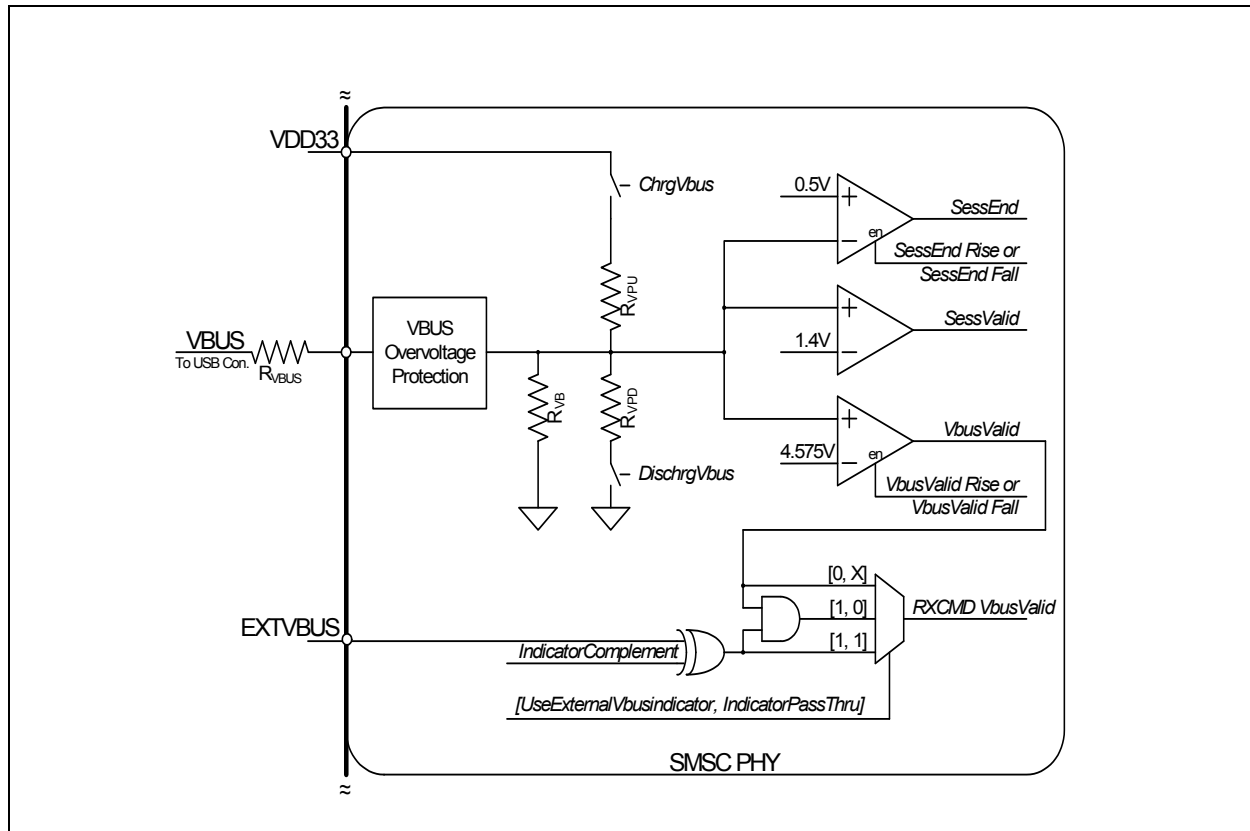 ≈
VDD33
ChrgVbus
0.5V
+
SessEnd
−
en
SessEnd Rise or
SessEnd Fall
RVPU
VBUS
To USB Con.
RVBUS
VBUS
Overvoltage
Protection
+
SessValid
1.4V
−
RVB
RVPD
+
VbusValid
4.575V
−
en
DischrgVbus
VbusValid Rise or
VbusValid Fall
[0, X]
[1, 0]
RXCMD VbusValid
EXTVBUS
[1, 1]
IndicatorComplement
[UseExternalVbusindicator, IndicatorPassThru]
SMSC PHY
≈